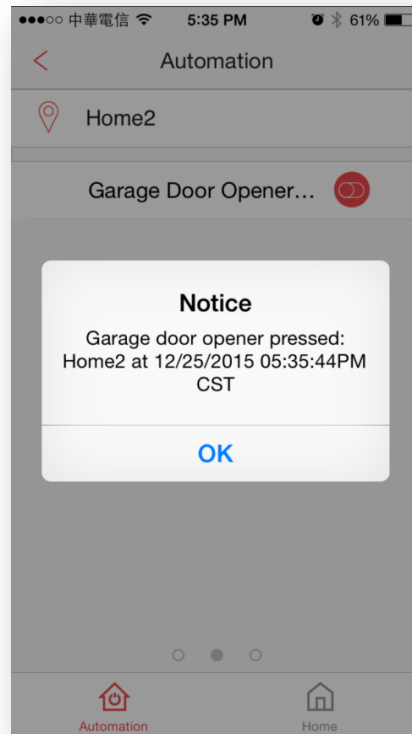 中華電信 5:35 PM 61%
Automation
Home2
Garage Door Opener...
Notice
Garage door opener pressed:
Home2 at 12/25/2015 05:35:44PM
CST
OK
Automation Home